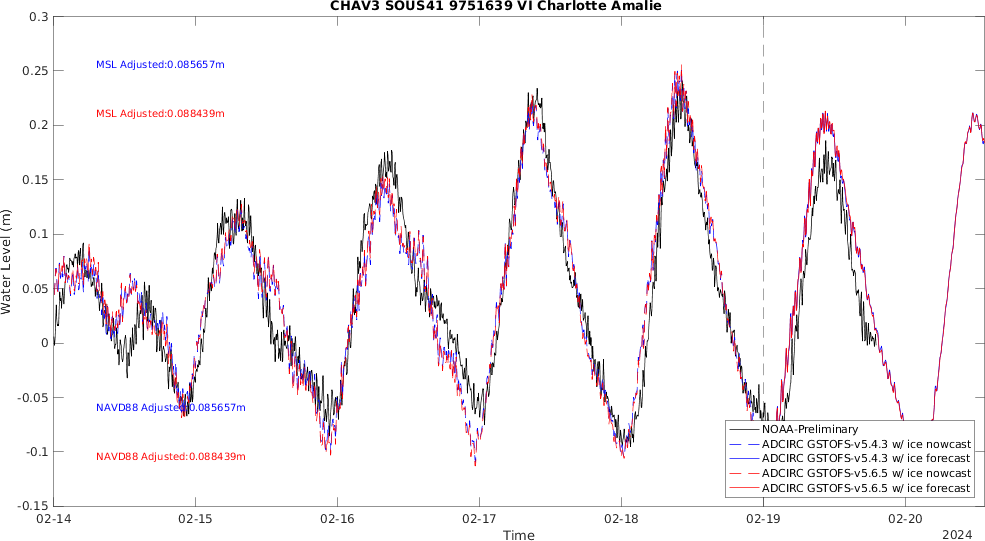 CHAV3 SOUS41 9751639 VI Charlotte Amalie
0.3
0.25
0.2
0.15
0.1
0.05
0
-0.05
-0.1
-0.15
Water Level (m)
MSL Adjusted:0.085657m
MSL Adjusted:0.088439m
NAVD88 Adjusted:0.085657m
NAVD88 Adjusted:0.088439m
NOAA-Preliminary
ADCIRC GSTOFS-v5.4.3 w/ ice nowcast
ADCIRC GSTOFS-v5.4.3 w/ ice forecast
ADCIRC GSTOFS-v5.6.5 w/ ice nowcast
ADCIRC GSTOFS-v5.6.5 w/ ice forecast
02-14 02-15 02-16 02-17 02-18 02-19 02-20
Time
2024